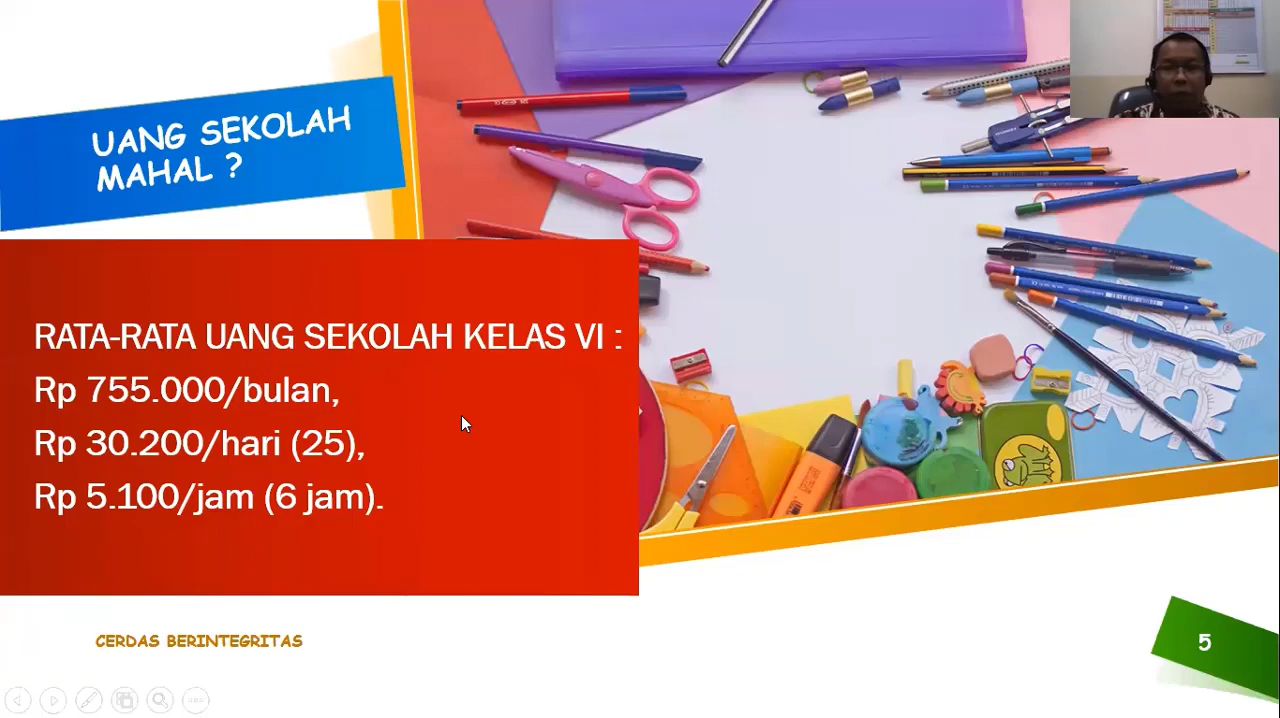 UANG SEKOLAH
MAHAL ?
RATA-RATA UANG SEKOLAH KELAS VI :
Rp 755.000/bulan,
Rp 30.200/hari (25),
Rp 5.100/jam (6 jam).
CERDAS BERINTEGRITAS
5